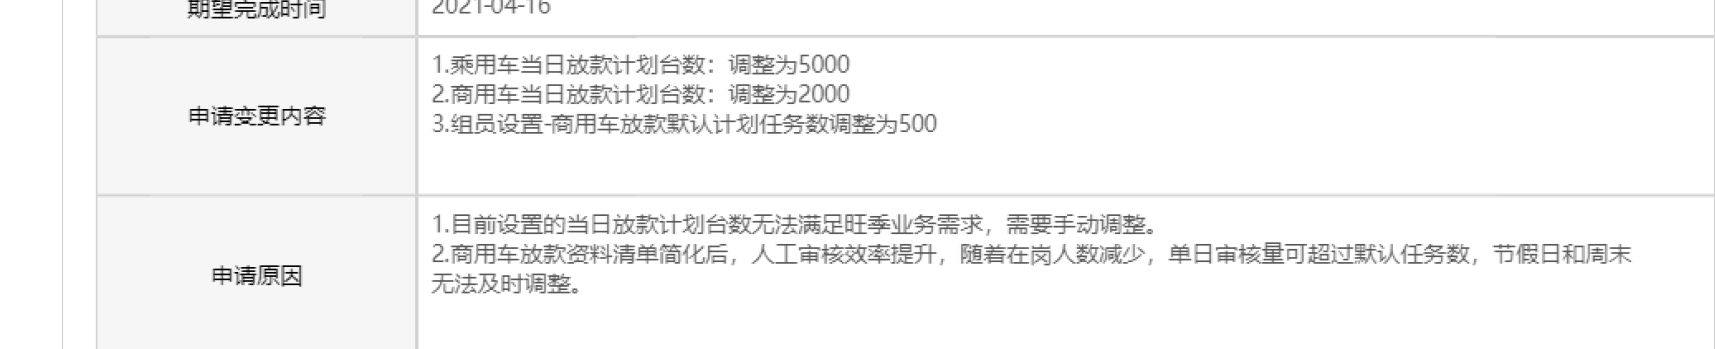 期望完成时间
2021-04-16
申请变更内容
1.乘用车当日放款计划台数：调整为5000
2.商用车当日放款计划台数：调整为2000
3.组员设置-商用车放款默认计划任务数调整为500
申请原因
1.目前设置的当日放款计划台数无法满足旺季业务需求，需要手动调整。
2.商用车放款资料清单简化后，人工审核效率提升，随着在岗人数减少，单日审核量可超过默认任务数，节假日和周末
无法及时调整。